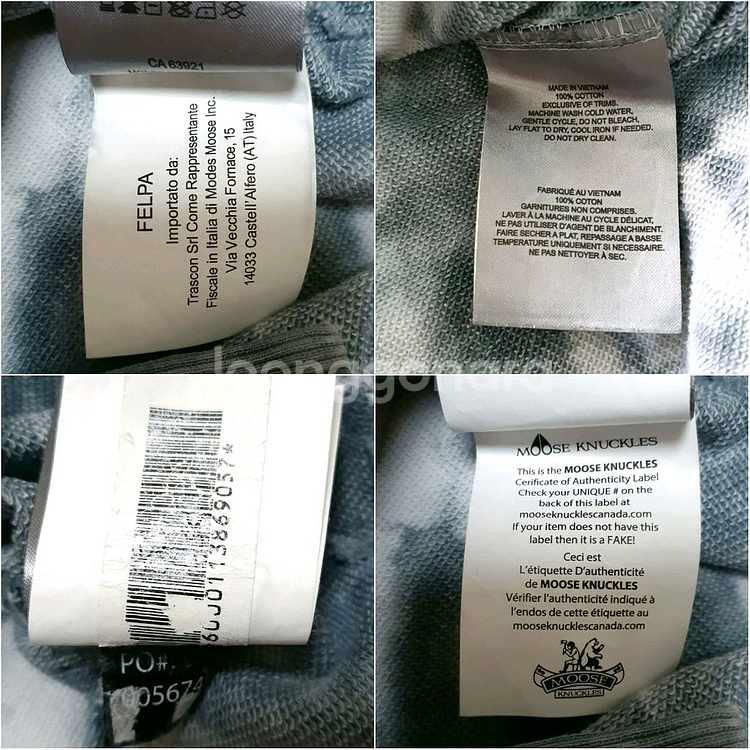 CA 63921
FELPA
Importato da:
Trascon Srl Come Rappresentante
Fiscale in Italia di Modes Moose Inc.
Via Vecchia Fornace, 15
14033 Castell'Alfero (AT) Italy
MADE IN VIETNAM
100% COTTON
EXCLUSIVE OF TRIMS.
MACHINE WASH COLD WATER,
GENTLE CYCLE, DO NOT BLEACH,
LAY FLAT TO DRY, COOL IRON IF NEEDED,
DO NOT DRY CLEAN.
FABRIQUÉ AU VIETNAM
100% COTON
GARNITURES NON COMPRISES.
LAVER À LA MACHINE AU CYCLE DÉLICAT,
NE PAS UTILISER D'AGENT DE BLANCHIMENT.
FAIRE SECHER A PLAT, REPASSAGE A BASSE
TEMPERATURE UNIQUEMENT SI NECESSAIRE.
NE PAS NETTOYER À SEC.
joonggonara
PO#:
MOOSE KNUCKLES
This is the MOOSE KNUCKLES
Cerificate of Authenticity Label
Check your UNIQUE # on the
back of this label at
mooseknucklescanada.com
If your item does not have this
label then it is a FAKE!
Ceci est
L'étiquette D'authenticité
de MOOSE KNUCKLES
Vérifier l'authenticité indiqué à
l'endos de cette étiquette au
mooseknucklescanada.com
MOOSE
KNUCKLES